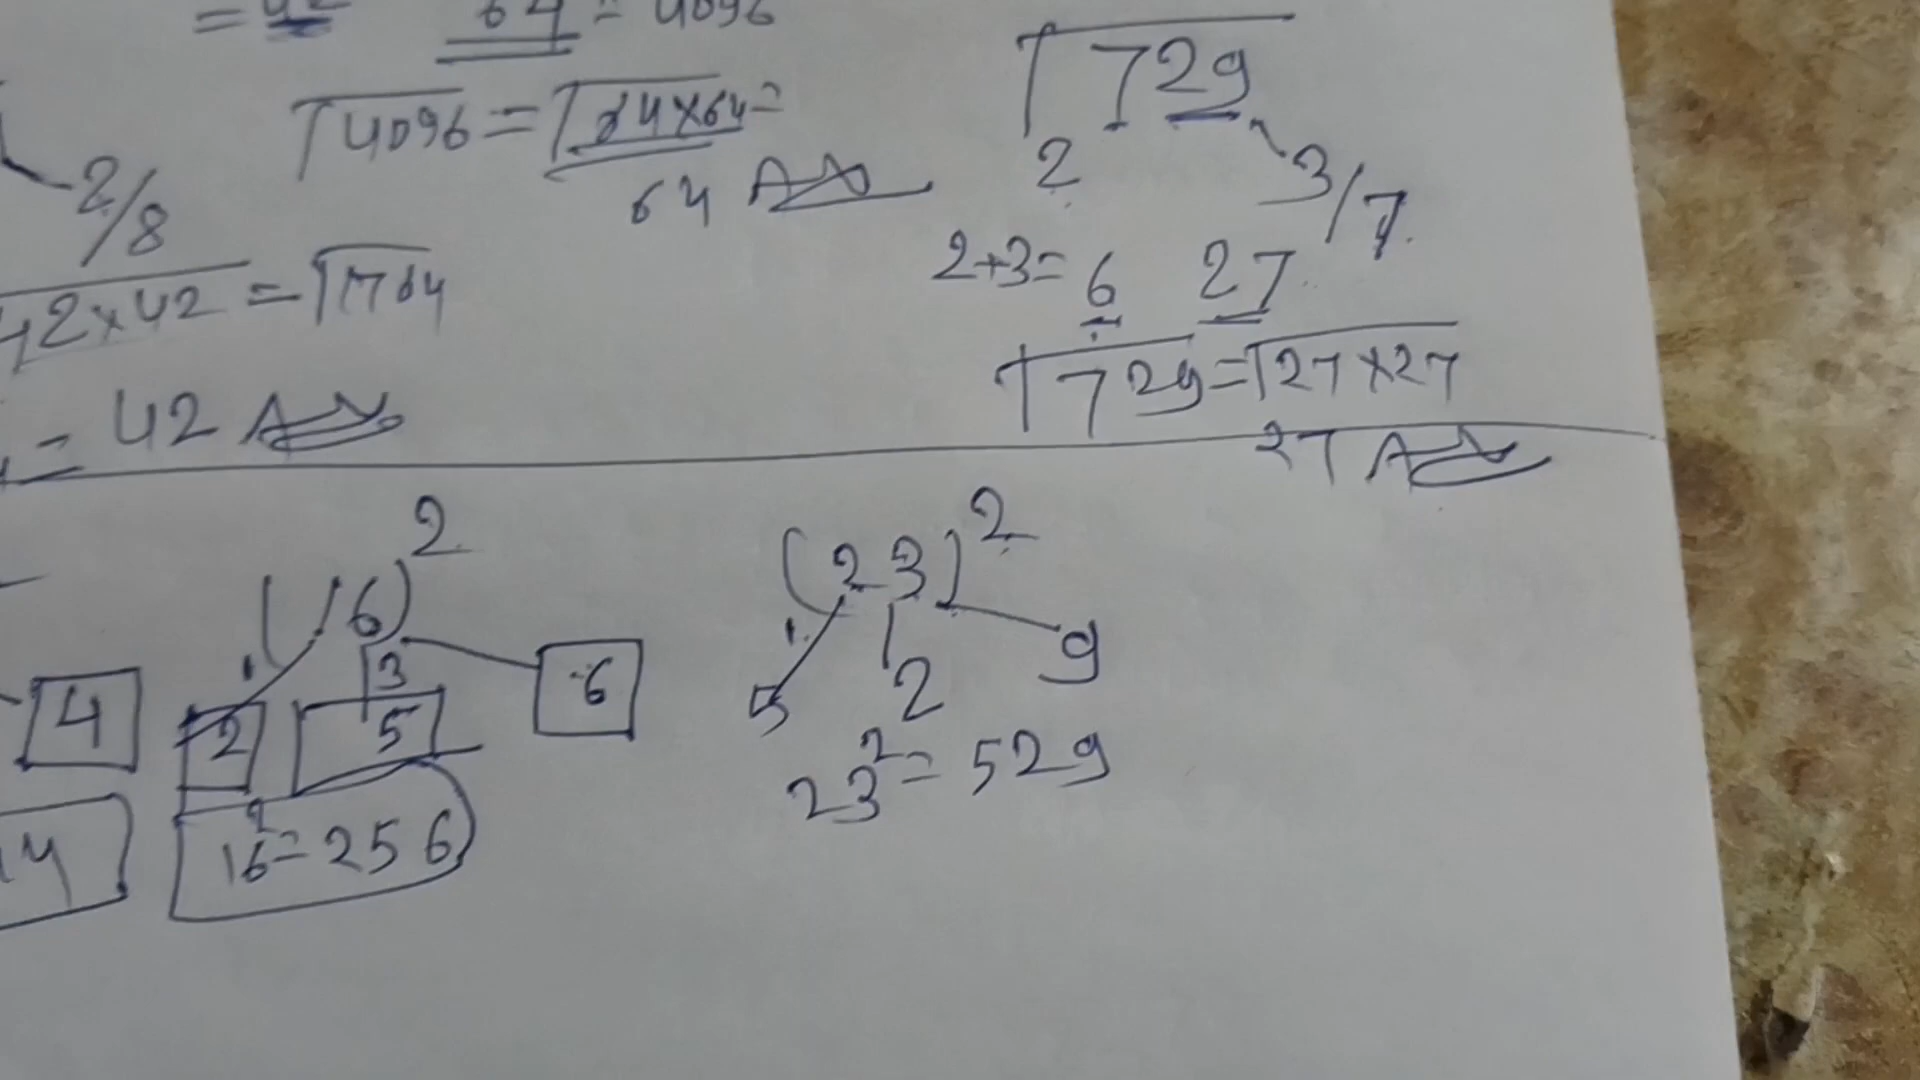 64 = 4096
√4096 = √64×64 =
64 Ans
2/8
√42×42 = √1764
= 42 Ans
√729
2
3/7
2+3= 6 27
√729 = √27×27
27 Ans
(16)²
3
4 2 5 6
16² = 256
(23)²
1
5 2 9
23² = 529